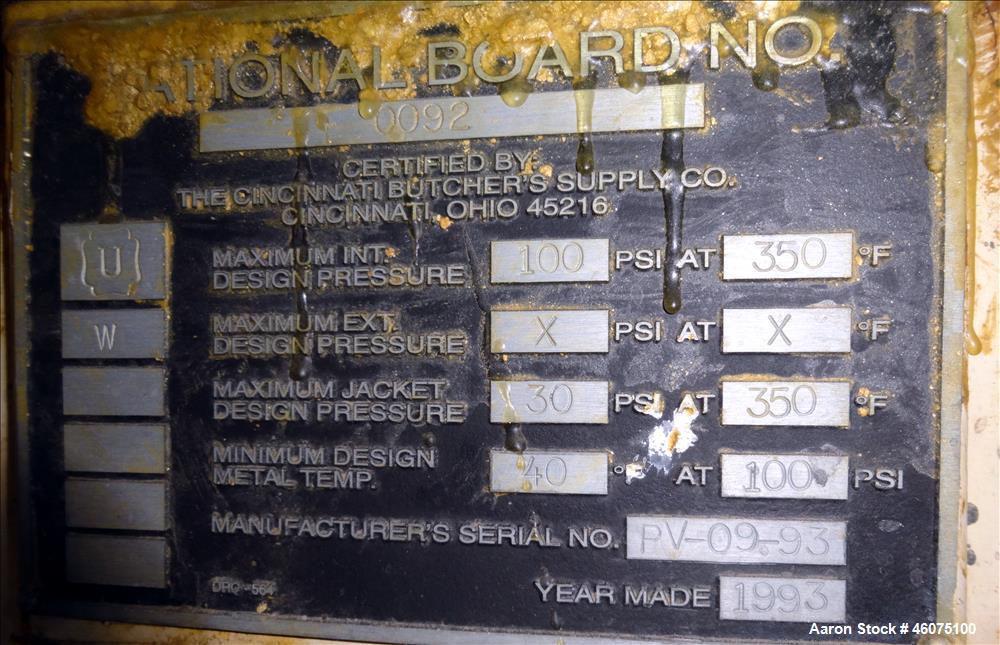 NATIONAL BOARD NO.
0092
CERTIFIED BY:
THE CINCINNATI BUTCHER'S SUPPLY CO.
CINCINNATI, OHIO 45216
U
MAXIMUM INT.
DESIGN PRESSURE 100 PSI AT 350 °F
W
MAXIMUM EXT.
DESIGN PRESSURE X PSI AT X °F
MAXIMUM JACKET
DESIGN PRESSURE 30 PSI AT 350 °F
MINIMUM DESIGN
METAL TEMP. 40 °F AT 100 PSI
MANUFACTURER'S SERIAL NO. PV-09-93
YEAR MADE 1993
Aaron Stock # 46075100